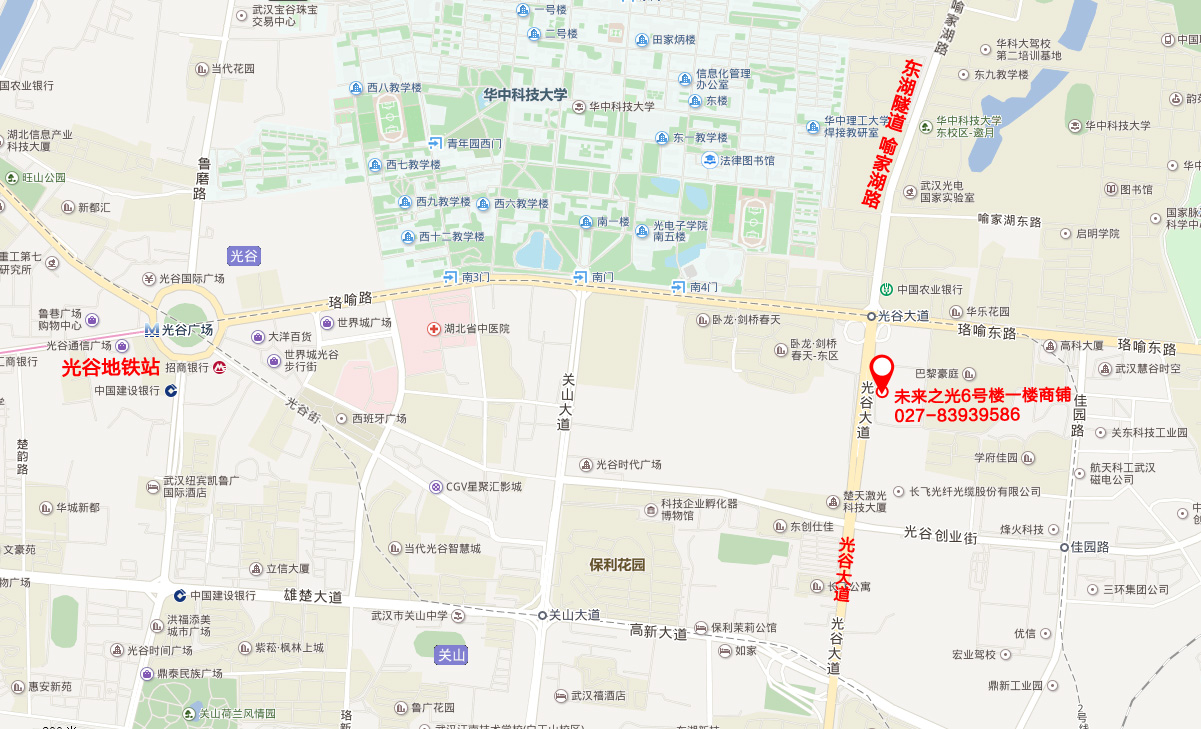 武汉宝谷珠宝
交易中心
一号楼
二号楼
田家炳楼
喻家湖路
华科大驾校
第二培训基地
东九教学楼
当代花园
国农业银行
西八教学楼
华中科技大学
华中科技大学
信息化管理
办公室
东楼
东湖隧道 喻家湖路
华中理工大学
焊接教研室
华中科技大学
东校区-邀月
华中科技大学
湖北信息产业
科技大厦
青年园西门
东一教学楼
法律图书馆
鲁磨路
西七教学楼
旺山公园
武汉光电
国家实验室
图书馆
新都汇
西九教学楼
西六教学楼
南一楼
光电子学院
南五楼
喻家湖东路
启明学院
国家脉
科学中
西十二教学楼
光谷
重工第七
研究所
光谷国际广场
南3门
南门
南4门
中国农业银行
珞喻路
鲁巷广场
购物中心
光谷广场
世界城广场
大洋百货
湖北省中医院
卧龙·剑桥春天
光谷大道
华乐花园
珞喻东路
珞喻东路
光谷通信广场
世界城光谷
步行街
卧龙·剑桥
春天-东区
高科大厦
工商银行
光谷地铁站
招商银行
巴黎豪庭
武汉慧谷时空
中国建设银行
光谷街
西班牙广场
关山大道
光谷大道
未来之光6号楼一楼商铺
027-83939586
佳园路
关东科技工业园
楚韵路
光谷时代广场
学府佳园
航天科工武汉
磁电公司
武汉纽宾凯鲁广
国际酒店
CGV星聚汇影城
楚天激光
科技大厦
长飞光纤光缆股份有限公司
华城新都
科技企业孵化器
博物馆
东创仕佳
光谷创业街
烽火科技
文豪苑
当代光谷智慧城
光谷大道
佳园路
保利花园
立信大厦
物广场
中国建设银行
雄楚大道
公寓
三环集团公司
武汉市关山中学
关山大道
洪福添美
城市广场
高新大道
保利茉莉公馆
光谷大道
优信
光谷时间广场
紫菘·枫林上城
关山
如家
宏业驾校
鼎泰民族广场
惠安新苑
武汉禧酒店
鼎新工业园
关山荷兰风情园
鲁广花园
2号线